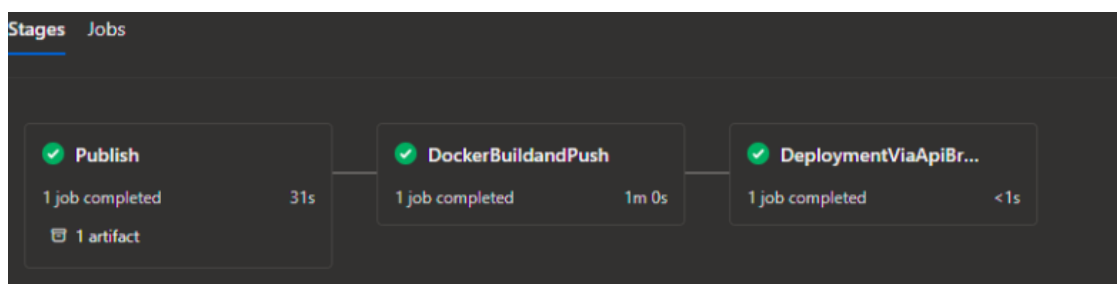 Stages Jobs
Publish
1 job completed 31s
1 artifact
DockerBuildandPush
1 job completed 1m 0s
DeploymentViaApiBr...
1 job completed <1s